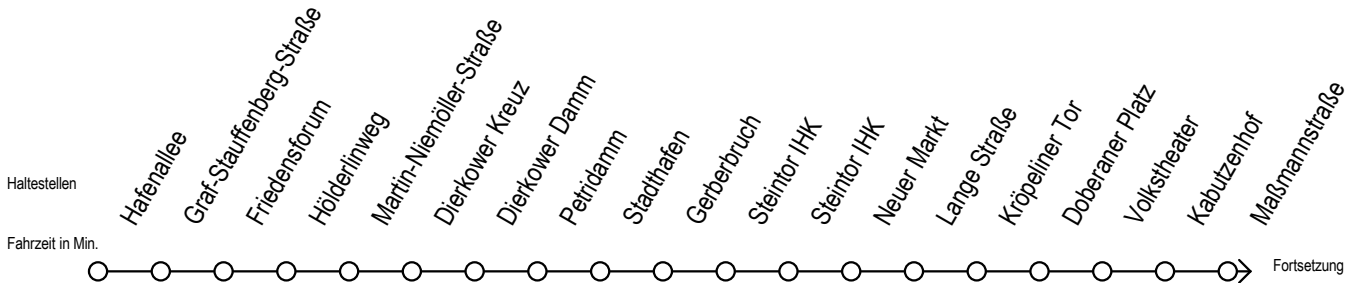 Haltestellen
Hafenallee
Graf-Stauffenberg-Straße
Friedensforum
Hölderlinweg
Martin-Niemöller-Straße
Dierkower Kreuz
Dierkower Damm
Petridamm
Stadthafen
Gerberbruch
Steintor IHK
Steintor IHK
Neuer Markt
Lange Straße
Kröpeliner Tor
Doberaner Platz
Volkstheater
Kabutzenhof
Maßmannstraße
Fahrzeit in Min.
Fortsetzung